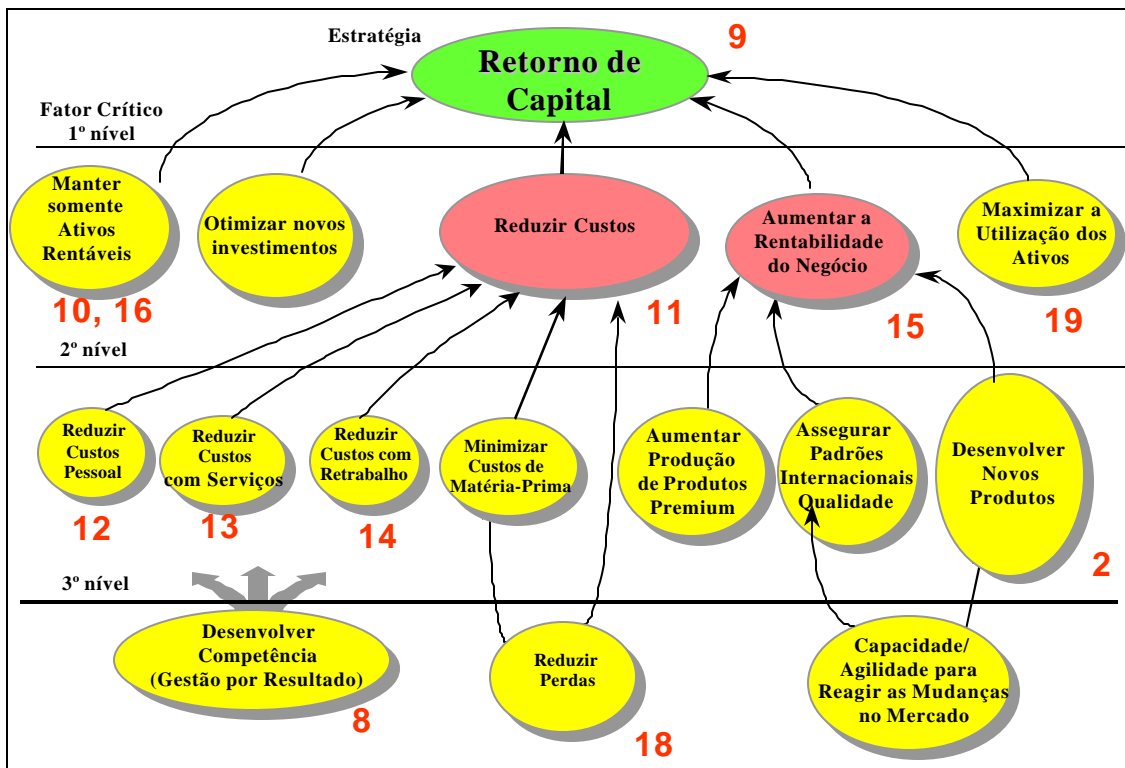 Estratégia
Retorno de
Capital
9
Fator Crítico
1º nível
Manter
somente
Ativos
Rentáveis
10, 16
Otimizar novos
investimentos
Reduzir Custos
11
Aumentar a
Rentabilidade
do Negócio
15
Maximizar a
Utilização dos
Ativos
19
2º nível
Reduzir
Custos
Pessoal
12
Reduzir
Custos
com Serviços
13
Reduzir
Custos com
Retrabalho
14
Minimizar
Custos de
Matéria-Prima
Aumentar
Produção
de Produtos
Premium
Assegurar
Padrões
Internacionais
Qualidade
Desenvolver
Novos
Produtos
2
3º nível
Desenvolver
Competência
(Gestão por Resultado)
8
Reduzir
Perdas
18
Capacidade/
Agilidade para
Reagir as Mudanças
no Mercado